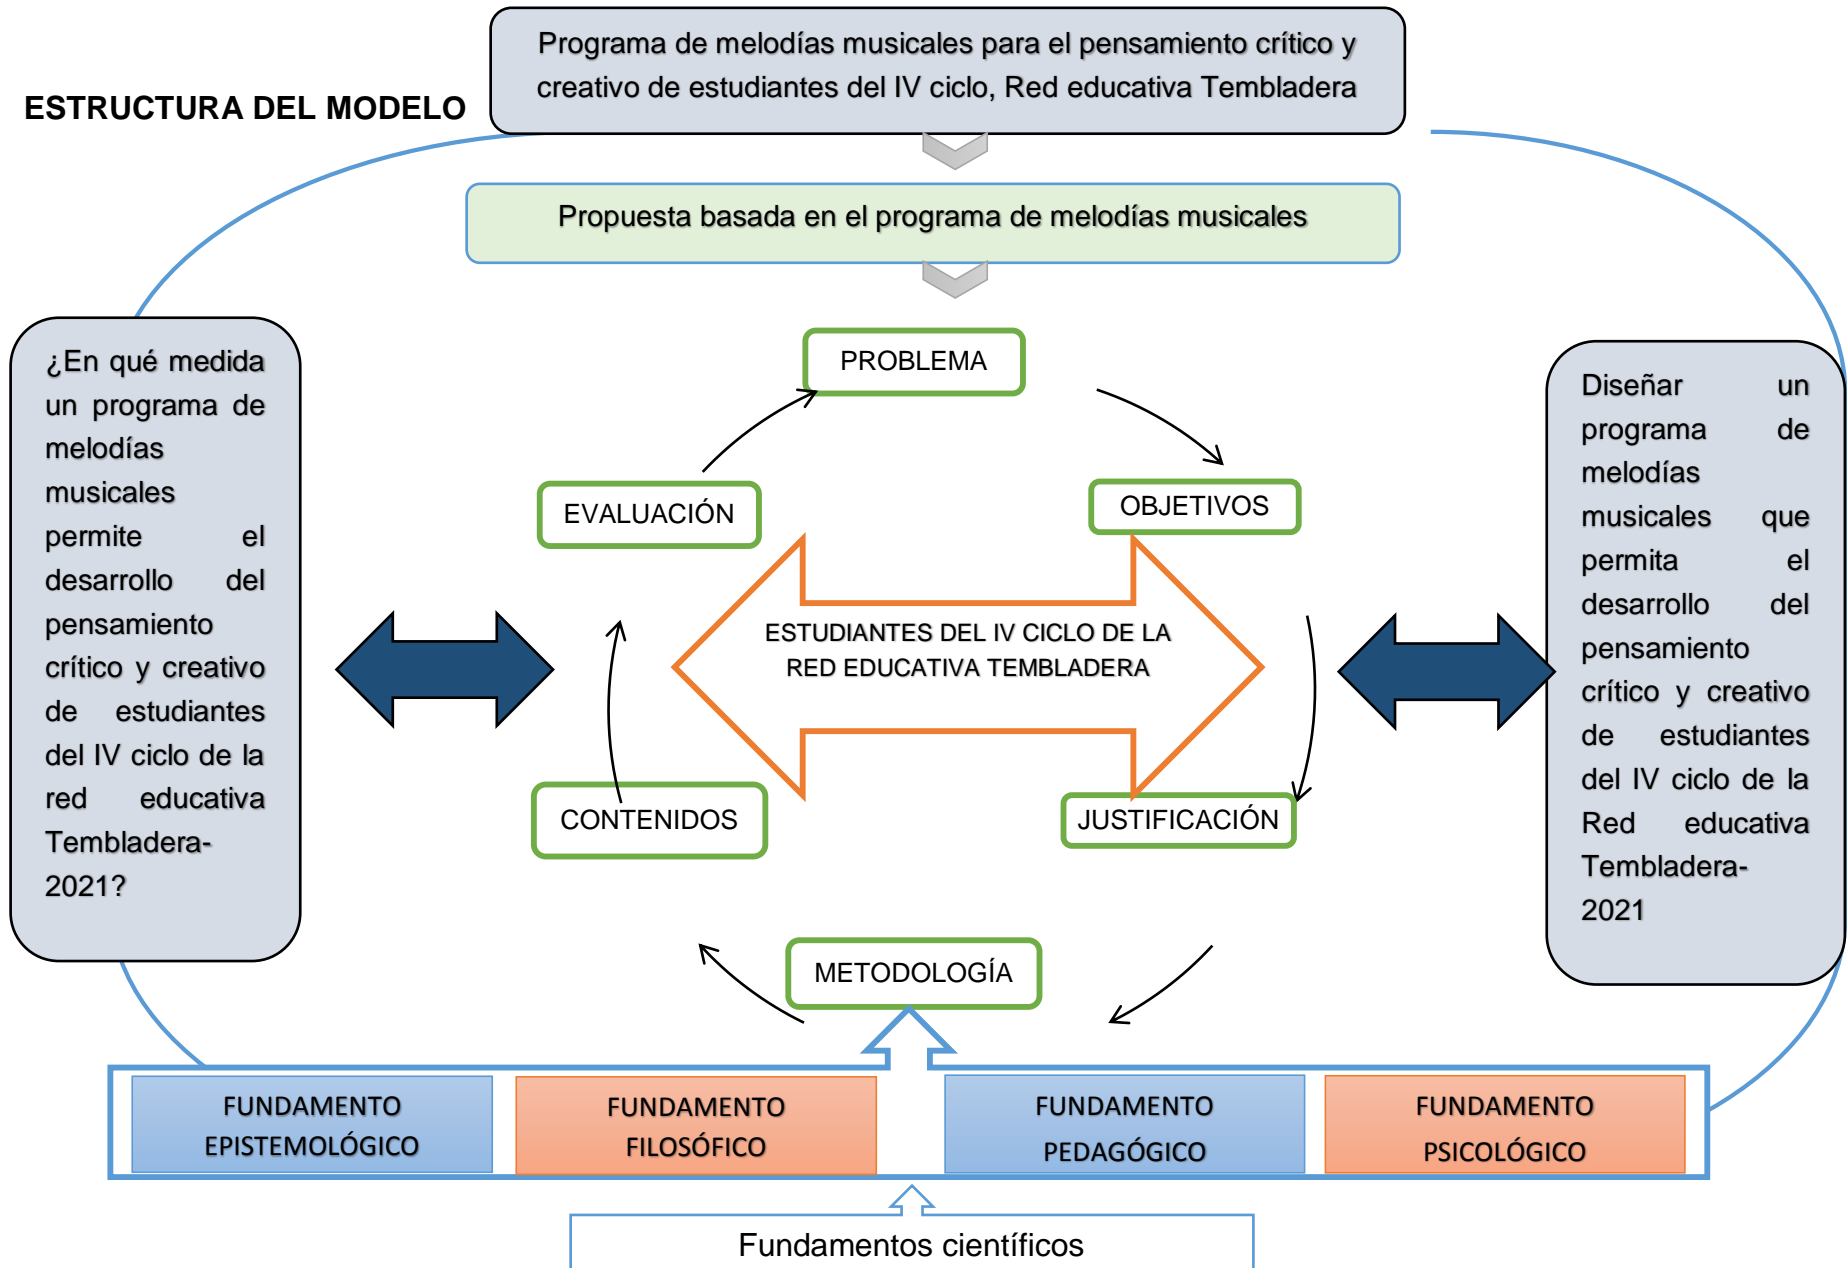 Programa de melodías musicales para el pensamiento crítico y
creativo de estudiantes del IV ciclo, Red educativa Tembladera
ESTRUCTURA DEL MODELO
Propuesta basada en el programa de melodías musicales
¿En qué medida
un programa de
melodías
musicales
permite el
desarrollo del
pensamiento
crítico y creativo
de estudiantes
del IV ciclo de la
red educativa
Tembladera-
2021?
PROBLEMA
EVALUACIÓN
OBJETIVOS
ESTUDIANTES DEL IV CICLO DE LA
RED EDUCATIVA TEMBLADERA
CONTENIDOS
JUSTIFICACIÓN
METODOLOGÍA
Diseñar un
programa de
melodías
musicales que
permita el
desarrollo del
pensamiento
crítico y creativo
de estudiantes
del IV ciclo de la
Red educativa
Tembladera-
2021
FUNDAMENTO
EPISTEMOLÓGICO
FUNDAMENTO
FILOSÓFICO
FUNDAMENTO
PEDAGÓGICO
FUNDAMENTO
PSICOLÓGICO
Fundamentos científicos